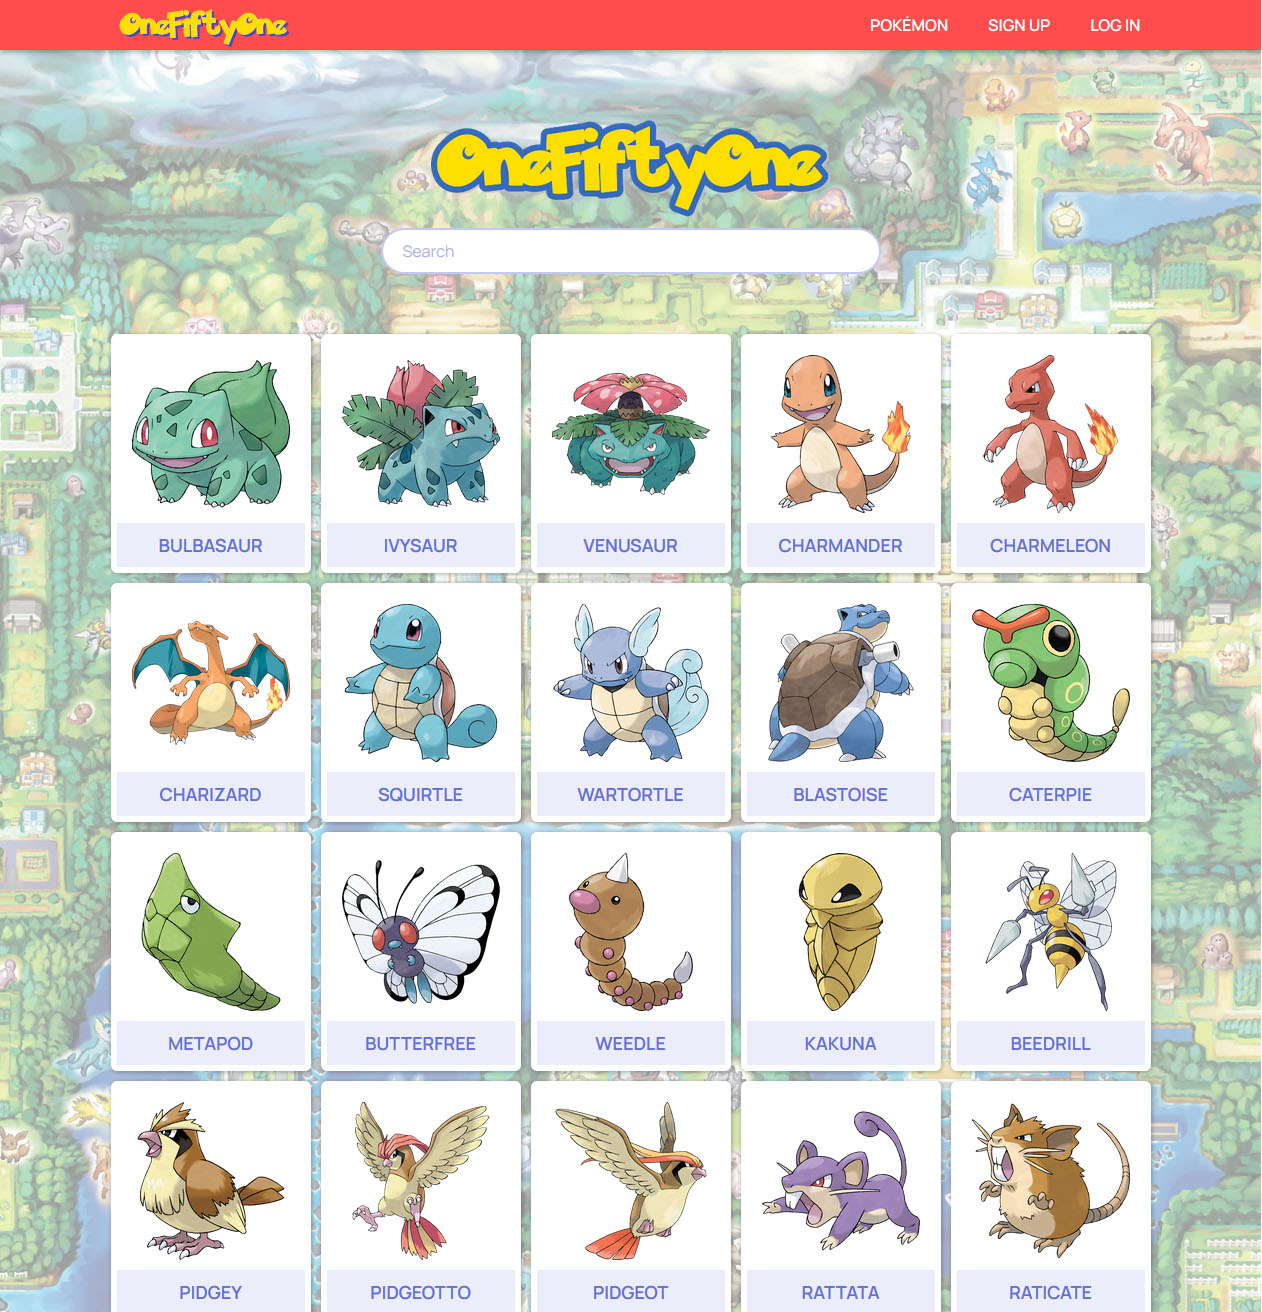 OneFiftyOne
POKÉMON
SIGN UP
LOG IN
OneFiftyOne
Search
BULBASAUR
IVYSAUR
VENUSAUR
CHARMANDER
CHARMELEON
CHARIZARD
SQUIRTLE
WARTORTLE
BLASTOISE
CATERPIE
METAPOD
BUTTERFREE
WEEDLE
KAKUNA
BEEDRILL
PIDGEY
PIDGEOTTO
PIDGEOT
RATTATA
RATICATE